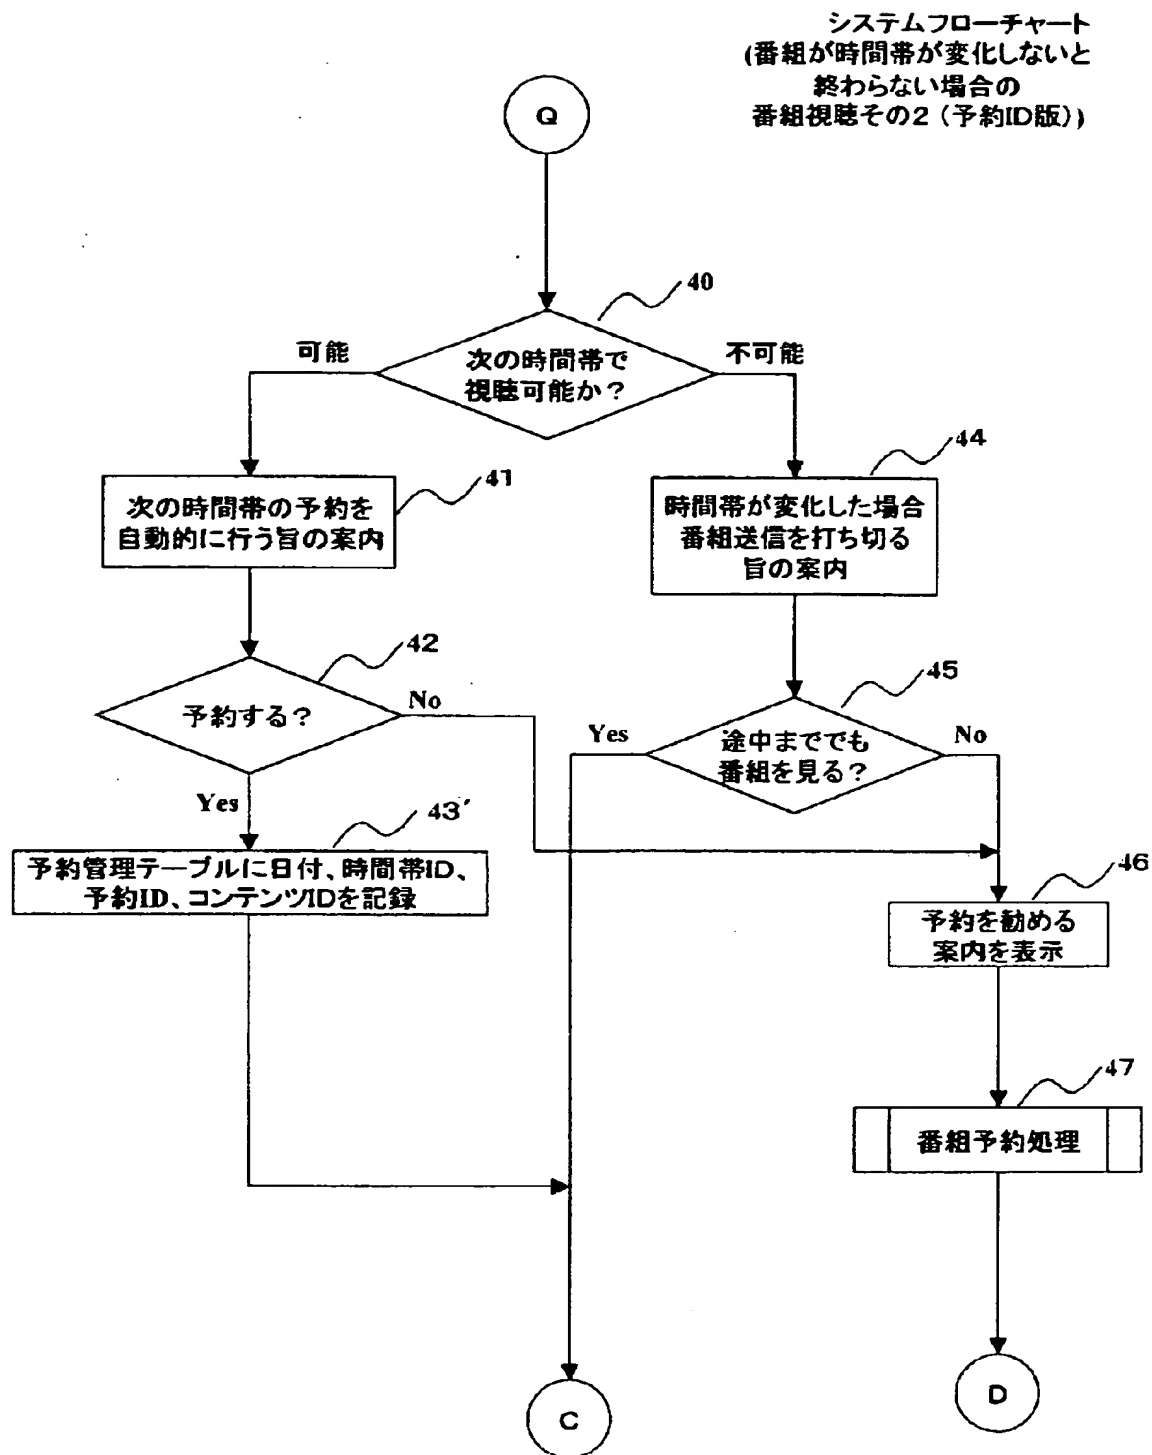 システムフローチャート
(番組が時間帯が変化しないと
終わらない場合の
番組視聴その2（予約ID版）)
Q
40
可能
次の時間帯で
視聴可能か？
不可能
41
次の時間帯の予約を
自動的に行う旨の案内
44
時間帯が変化した場合
番組送信を打ち切る
旨の案内
42
予約する？
No
Yes
45
Yes
途中まででも
番組を見る？
No
43'
予約管理テーブルに日付、時間帯ID、
予約ID、コンテンツIDを記録
46
予約を勧める
案内を表示
47
番組予約処理
C
D